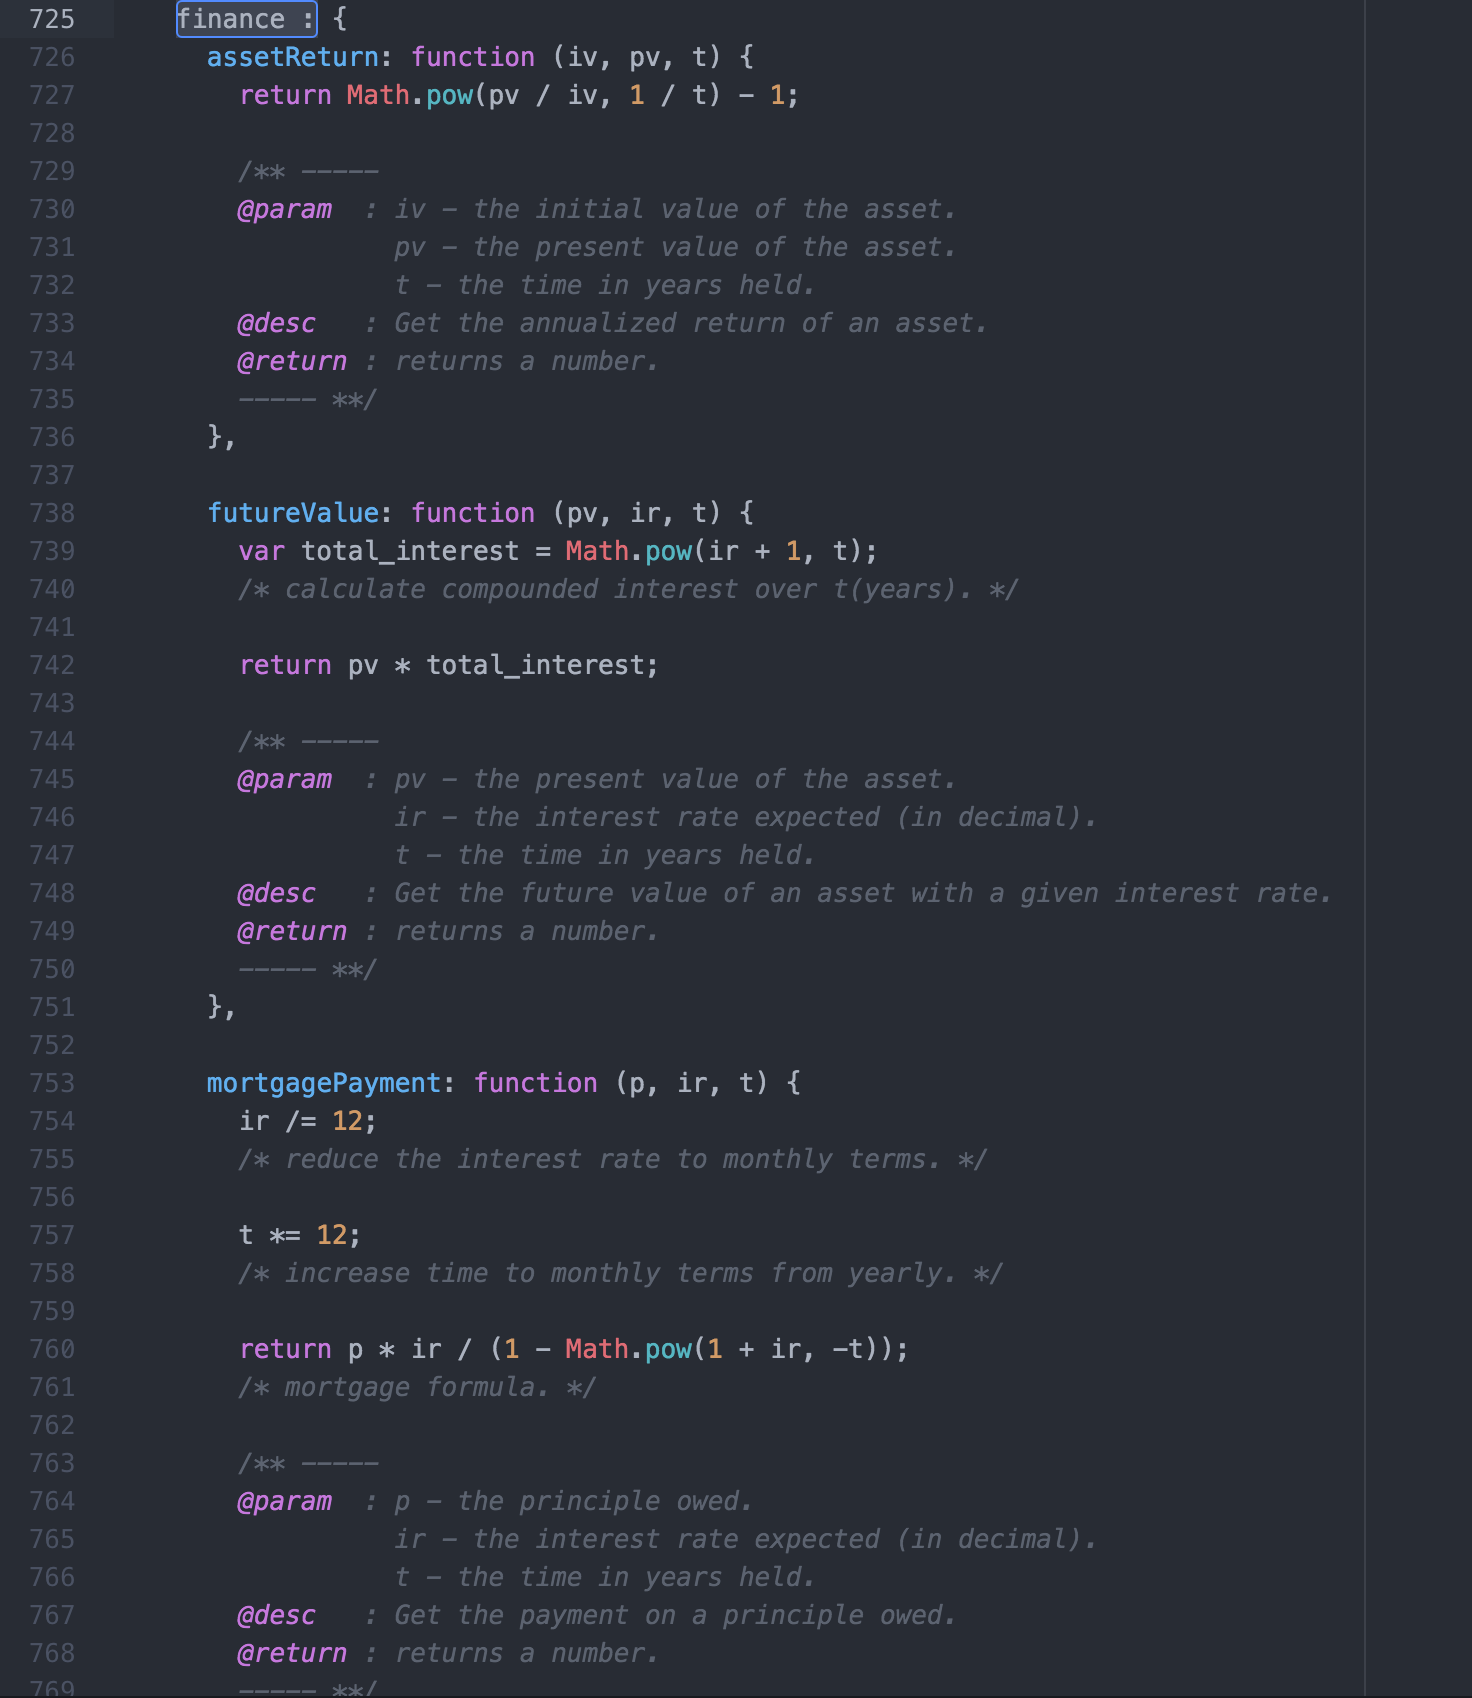 725 finance : {
726 assetReturn: function (iv, pv, t) {
727 return Math.pow(pv / iv, 1 / t) - 1;
728
729 /** -----
730 @param  : iv - the initial value of the asset.
731 pv - the present value of the asset.
732 t - the time in years held.
733 @desc   : Get the annualized return of an asset.
734 @return : returns a number.
735 ----- **/
736 },
737
738 futureValue: function (pv, ir, t) {
739 var total_interest = Math.pow(ir + 1, t);
740 /* calculate compounded interest over t(years). */
741
742 return pv * total_interest;
743
744 /** -----
745 @param  : pv - the present value of the asset.
746 ir - the interest rate expected (in decimal).
747 t - the time in years held.
748 @desc   : Get the future value of an asset with a given interest rate.
749 @return : returns a number.
750 ----- **/
751 },
752
753 mortgagePayment: function (p, ir, t) {
754 ir /= 12;
755 /* reduce the interest rate to monthly terms. */
756
757 t *= 12;
758 /* increase time to monthly terms from yearly. */
759
760 return p * ir / (1 - Math.pow(1 + ir, -t));
761 /* mortgage formula. */
762
763 /** -----
764 @param  : p - the principle owed.
765 ir - the interest rate expected (in decimal).
766 t - the time in years held.
767 @desc   : Get the payment on a principle owed.
768 @return : returns a number.
769 ----- **/